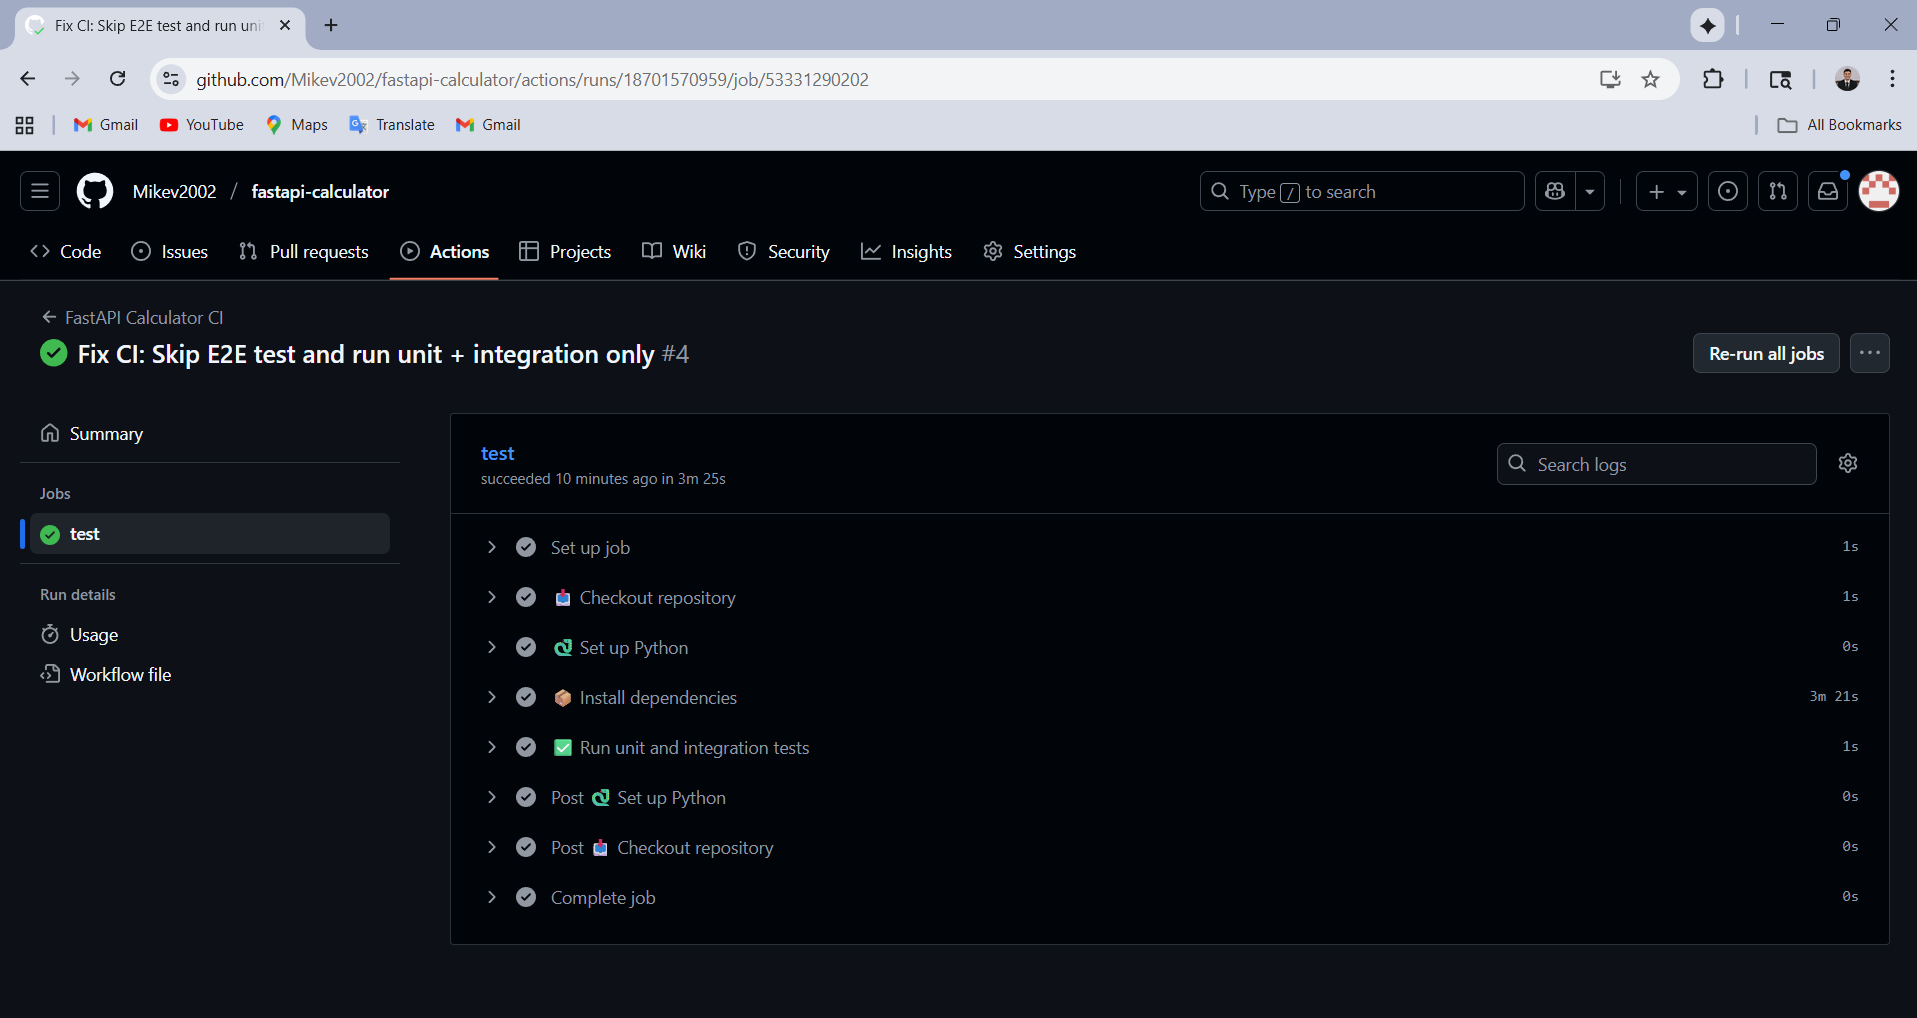 Fix CI: Skip E2E test and run uni
github.com/Mikev2002/fastapi-calculator/actions/runs/18701570959/job/53331290202
Gmail YouTube Maps Translate Gmail All Bookmarks
Mikev2002 / fastapi-calculator Type / to search
Code Issues Pull requests Actions Projects Wiki Security Insights Settings
FastAPI Calculator CI
Fix CI: Skip E2E test and run unit + integration only #4
Re-run all jobs
Summary
Jobs
test
Run details
Usage
Workflow file
test
succeeded 10 minutes ago in 3m 25s
Search logs
Set up job 1s
Checkout repository 1s
Set up Python 0s
Install dependencies 3m 21s
Run unit and integration tests 1s
Post Set up Python 0s
Post Checkout repository 0s
Complete job 0s